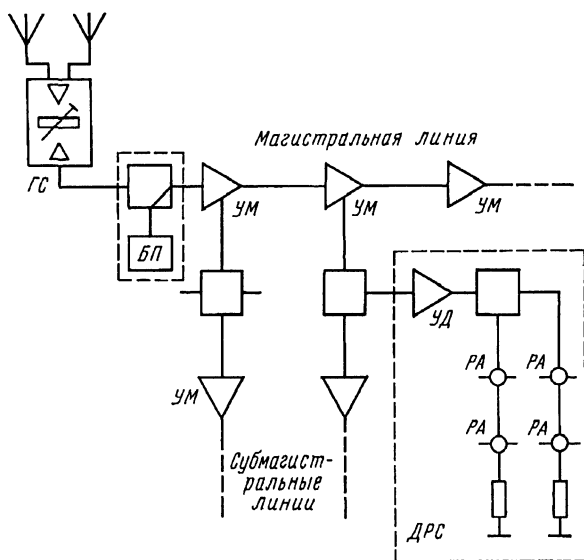 Магистральная линия
ГС
УМ
УМ
УМ
БП
УД
УМ
РА
РА
РА
РА
Субмагист-
ральные
линии
ДРС